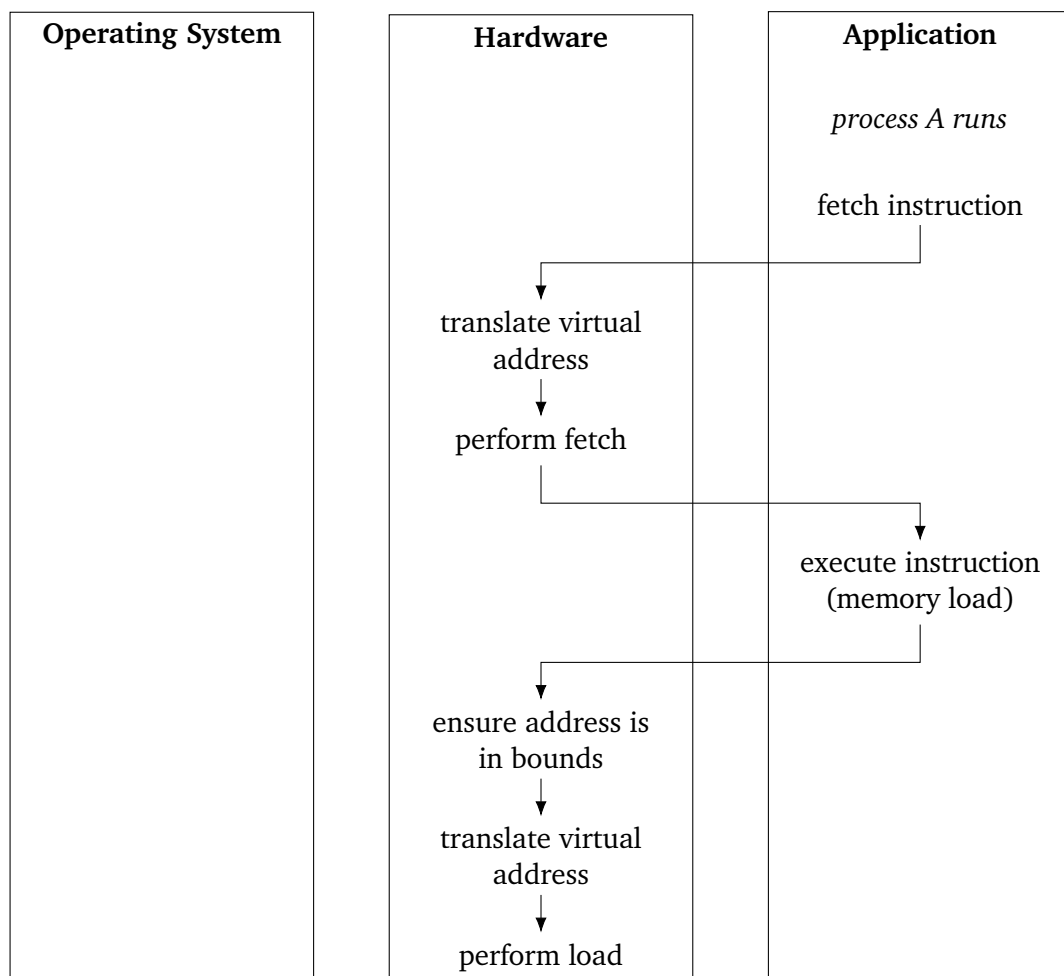 Operating System
Hardware
Application
process A runs
fetch instruction
translate virtual
address
perform fetch
execute instruction
(memory load)
ensure address is
in bounds
translate virtual
address
perform load